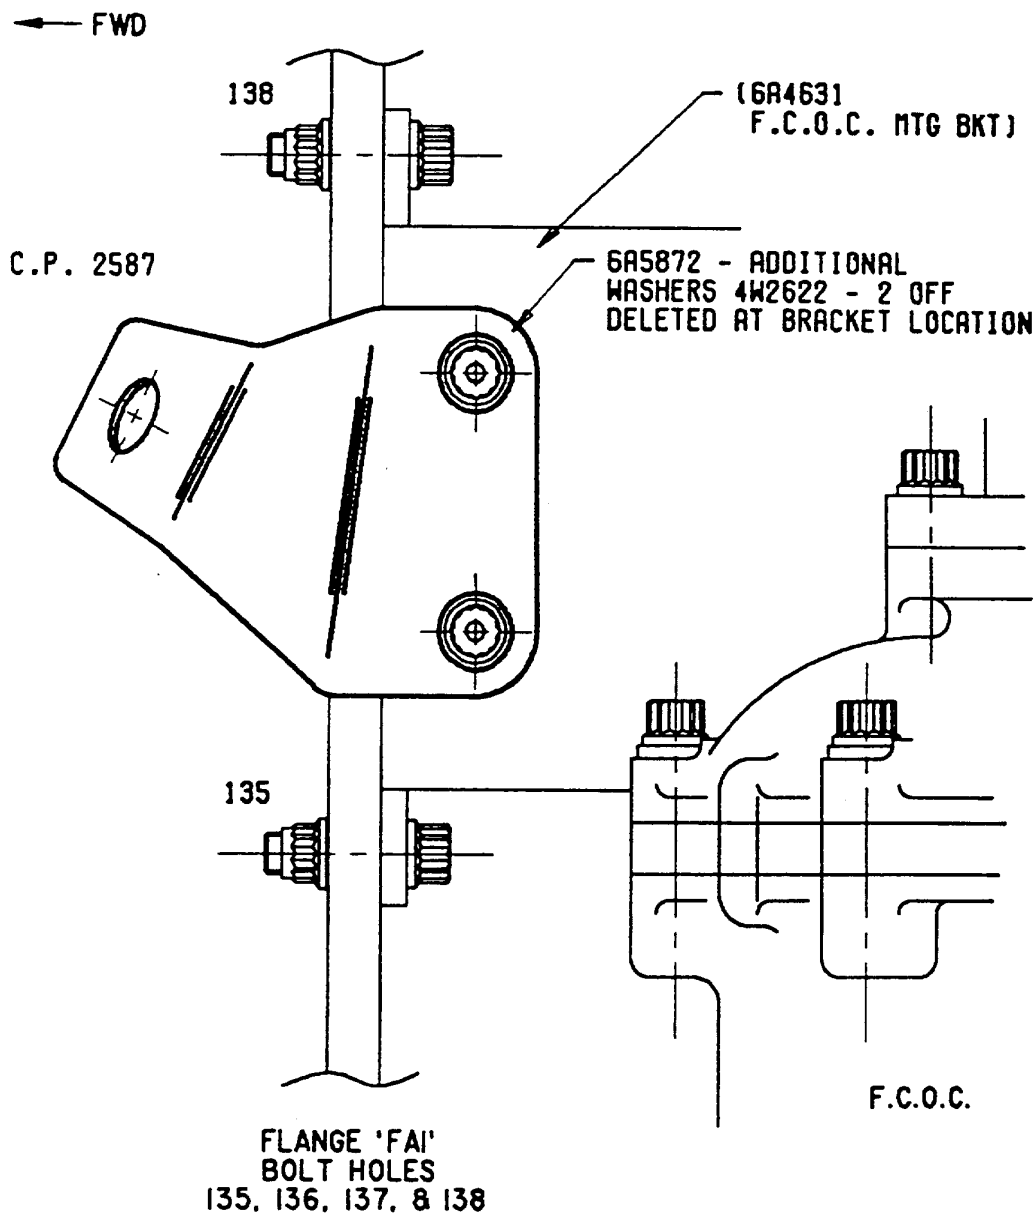 FWD
138
(6A4631
F.C.O.C. MTG BKT)
C.P. 2587
6A5872 - ADDITIONAL
WASHERS 4W2622 - 2 OFF
DELETED AT BRACKET LOCATION
135
F.C.O.C.
FLANGE 'FAI'
BOLT HOLES
135, 136, 137, & 138